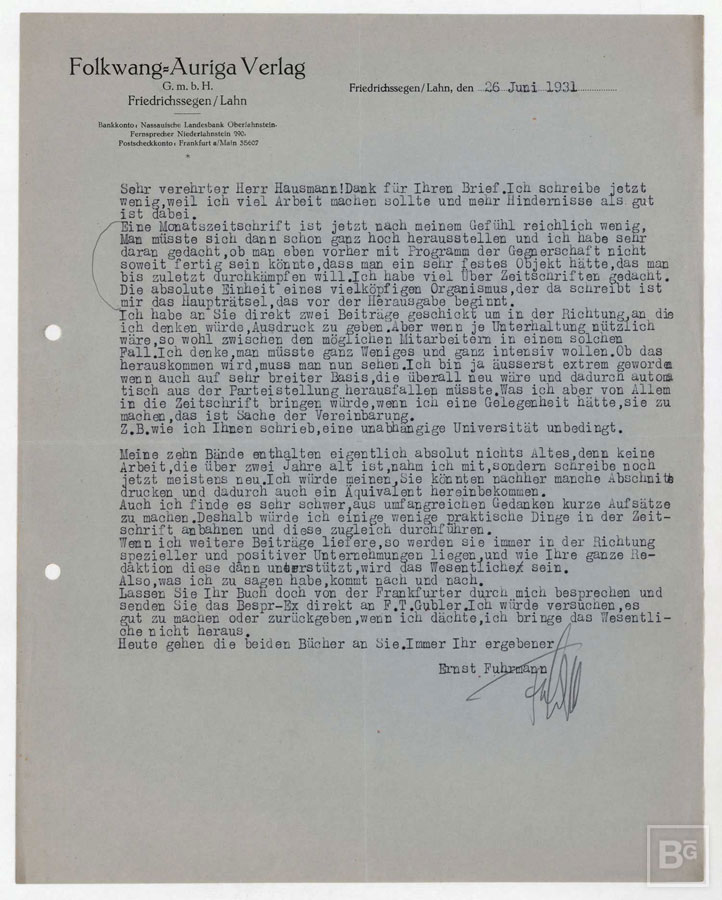 Folkwang=Auriga Verlag
G. m. b. H.
Friedrichssegen / Lahn
Bankkonto: Nassauische Landesbank Oberlahnstein.
Fernsprecher Niederlahnstein 990.
Postscheckkonto: Frankfurt a/Main 35607
*
Friedrichssegen / Lahn, den 26 Juni 1931
Sehr verehrter Herr Hausmann!Dank für Ihren Brief.Ich schreibe jetzt
wenig,weil ich viel Arbeit machen sollte und mehr Hindernisse als gut
ist dabei.
Eine Monatszeitschrift ist jetzt nach meinem Gefühl reichlich wenig,
Man müsste sich dann schon ganz hoch herausstellen und ich habe sehr
daran gedacht,ob man eben vorher mit Programm der Gegnerschaft nicht
soweit fertig sein könnte,dass man ein sehr festes Objekt hätte,das man
bis zuletzt durchkämpfen will.Ich habe viel Über Zeitschriften gedacht.
Die absolute Einheit eines vielköpfigen Organismus,der da schreibt ist
mir das Haupträtsel,das vor der Herausgabe beginnt.
Ich habe an Sie direkt zwei Beiträge geschickt um in der Richtung,an die
ich denken würde,Ausdruck zu geben.Aber wenn je Unterhaltung nützlich
wäre,so wohl zwischen den möglichen Mitarbeitern in einem solchen
Fall.Ich denke,man müsste ganz Weniges und ganz intensiv wollen.Ob das
herauskommen wird,muss man nun sehen.Ich bin ja äusserst extrem geworden
wenn auch auf sehr breiter Basis,die überall neu wäre und dadurch automa
tisch aus der Parteistellung herausfallen müsste.Was ich aber von Allem
in die Zeitschrift bringen würde,wenn ich eine Gelegenheit hätte,sie zu
machen,das ist Sache der Vereinbarung.
Z.B.wie ich Ihnen schrieb,eine unabhängige Universität unbedingt.
Meine zehn Bände enthalten eigentlich absolut nichts Altes,denn keine
Arbeit,die über zwei Jahre alt ist,nahm ich mit,sondern schreibe noch
jetzt meistens neu.Ich würde meinen,Sie könnten nachher manche Abschnitte
drucken und dadurch auch ein Äquivalent hereinbekommen.
Auch ich finde es sehr schwer,aus umfangreichen Gedanken kurze Aufsätze
zu machen.Deshalb würde ich einige wenige praktische Dinge in der Zeit-
schrift anbahnen und diese zugleich durchführen.
Wenn ich weitere Beiträge liefere,so werden sie immer in der Richtung
spezieller und positiver Unternehmungen liegen,und wie Ihre ganze Re-
daktion diese dann unterstützt,wird das Wesentliche sein.
Also,was ich zu sagen habe,kommt nach und nach.
Lassen Sie Ihr Buch doch von der Frankfurter durch mich besprechen und
senden Sie das Bespr-Ex direkt an F.T.Gubler.Ich würde versuchen,es
gut zu machen oder zurückgeben,wenn ich dächte,ich bringe das Wesentli-
che nicht heraus.
Heute gehen die beiden Bücher an Sie.Immer Ihr ergebener
Ernst Fuhrmann
BG